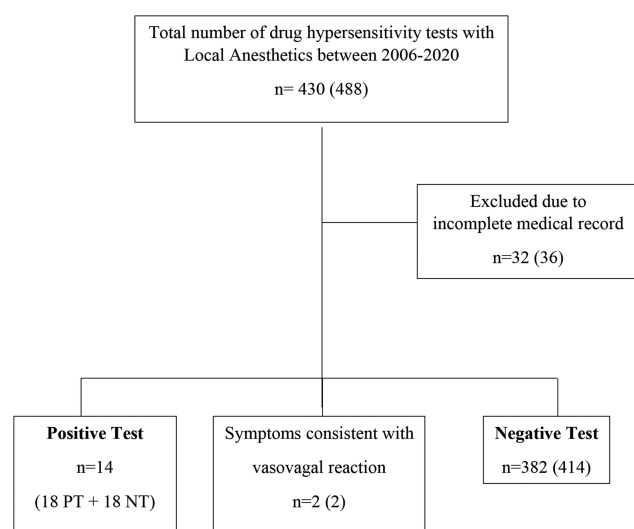 Total number of drug hypersensitivity tests with
Local Anesthetics between 2006-2020
n= 430 (488)
Excluded due to
incomplete medical record
n=32 (36)
Positive Test
n=14
(18 PT + 18 NT)
Symptoms consistent with
vasovagal reaction
n=2 (2)
Negative Test
n=382 (414)